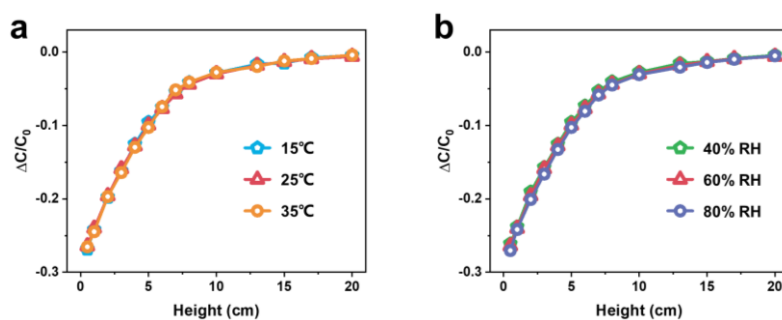 a
0.0
-0.1
-0.2
-0.3
ΔC/C₀
15℃
25℃
35℃
0 5 10 15 20
Height (cm)
b
0.0
-0.1
-0.2
-0.3
ΔC/C₀
40% RH
60% RH
80% RH
0 5 10 15 20
Height (cm)